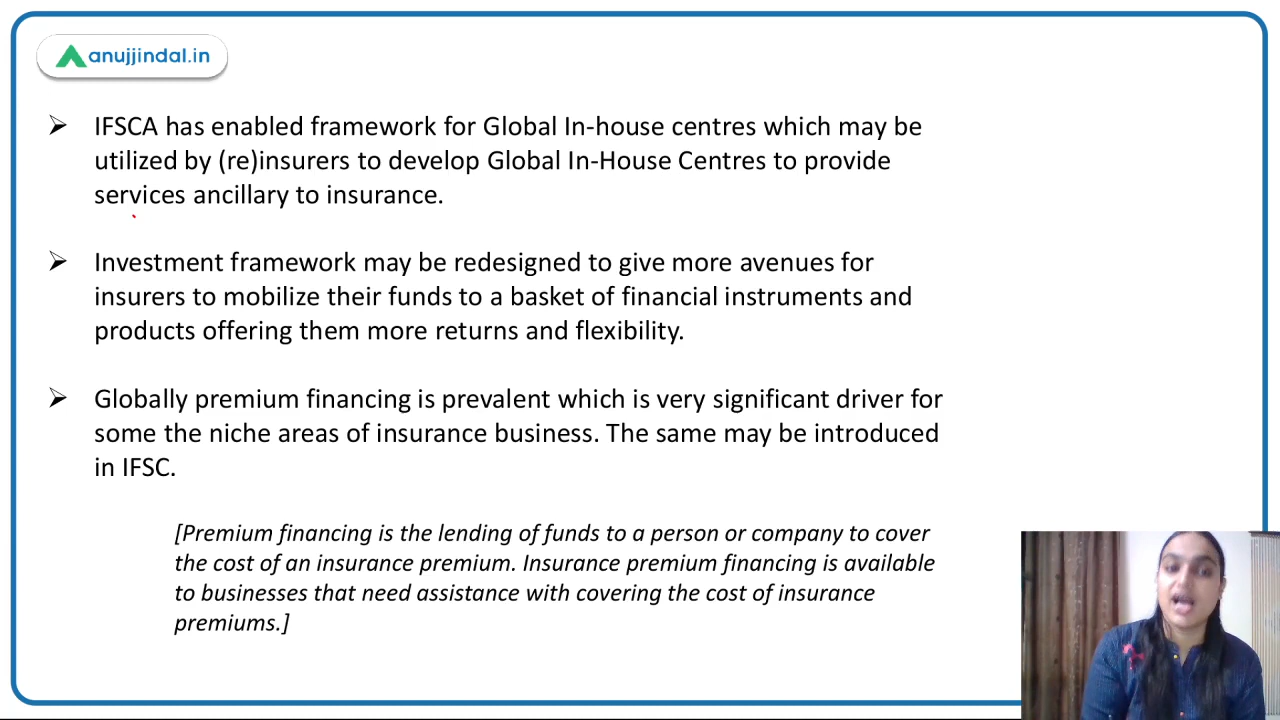 anujjindal.in
➢ IFSCA has enabled framework for Global In-house centres which may be
utilized by (re)insurers to develop Global In-House Centres to provide
services ancillary to insurance.
➢ Investment framework may be redesigned to give more avenues for
insurers to mobilize their funds to a basket of financial instruments and
products offering them more returns and flexibility.
➢ Globally premium financing is prevalent which is very significant driver for
some the niche areas of insurance business. The same may be introduced
in IFSC.
[Premium financing is the lending of funds to a person or company to cover
the cost of an insurance premium. Insurance premium financing is available
to businesses that need assistance with covering the cost of insurance
premiums.]